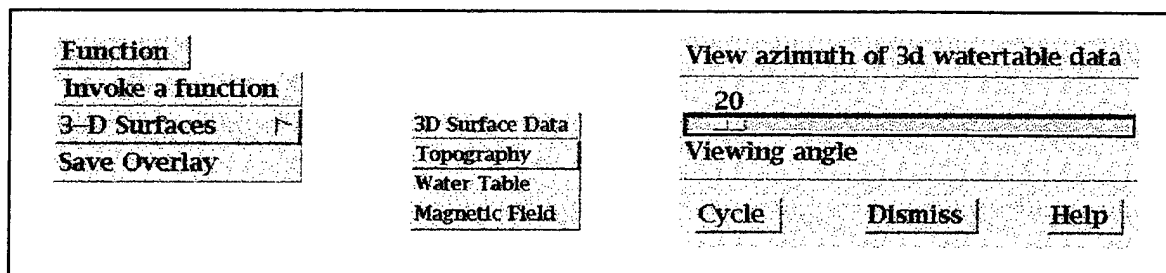 Function
Invoke a function
3–D Surfaces
Save Overlay
3D Surface Data
Topography
Water Table
Magnetic Field
View azimuth of 3d watertable data
20
Viewing angle
Cycle Dismiss Help